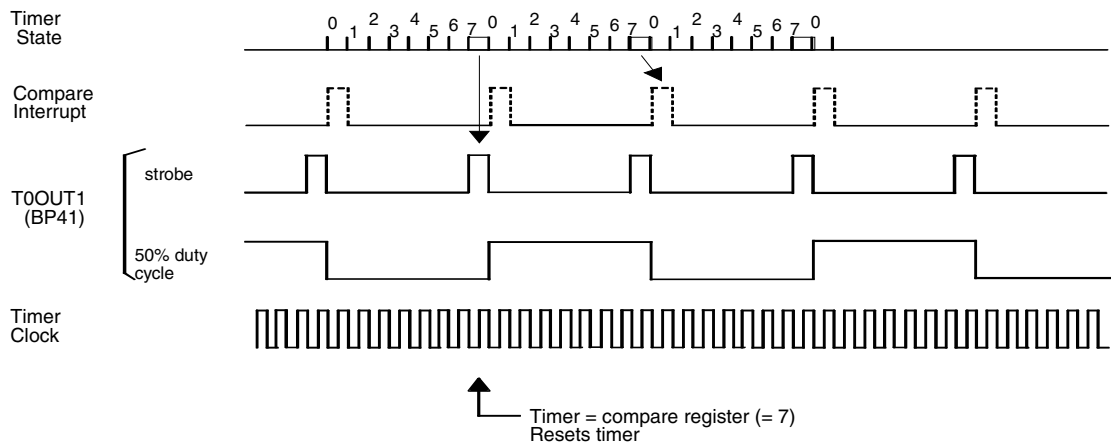 Timer
State
0 1 2 3 4 5 6 7 0 1 2 3 4 5 6 7 0 1 2 3 4 5 6 7 0
Compare
Interrupt
T0OUT1
(BP41)
strobe
50% duty
cycle
Timer
Clock
Timer = compare register (= 7)
Resets timer